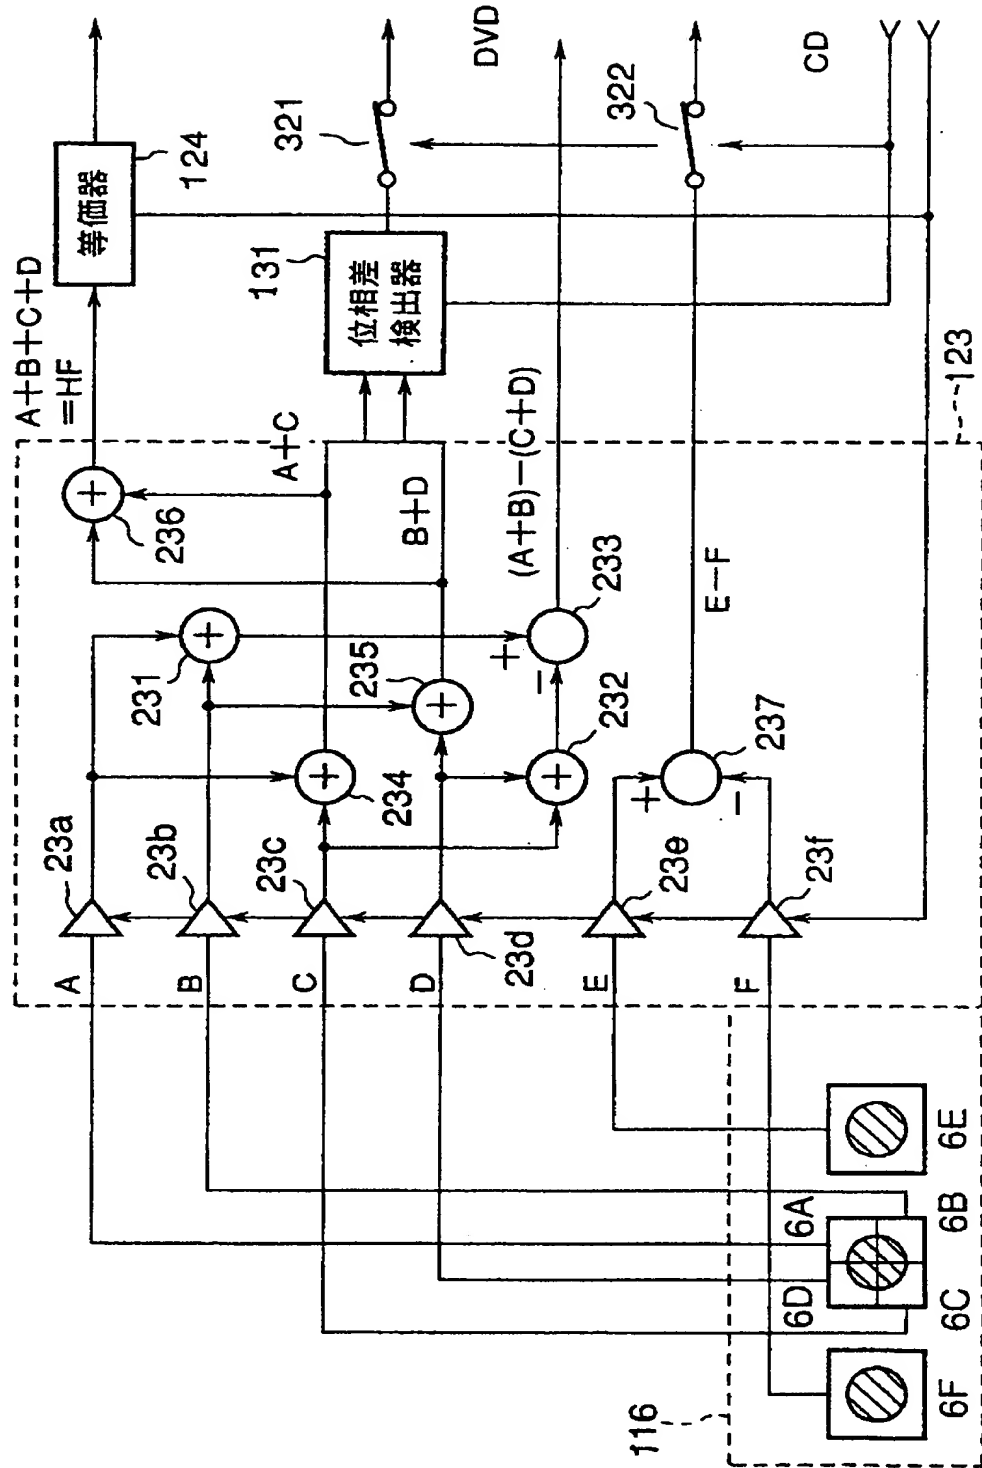 A+B+C+D
=HF
等価器
124
321
DVD
322
CD
131
位相差
検出器
A+C
B+D
(A+B)−(C+D)
E−F
123
236
231
235
233
234
232
237
+
+
+
+
+
+
−
+
−
23a
23b
23c
23d
23e
23f
A
B
C
D
E
F
116
6F
6D
6A
6C
6B
6E